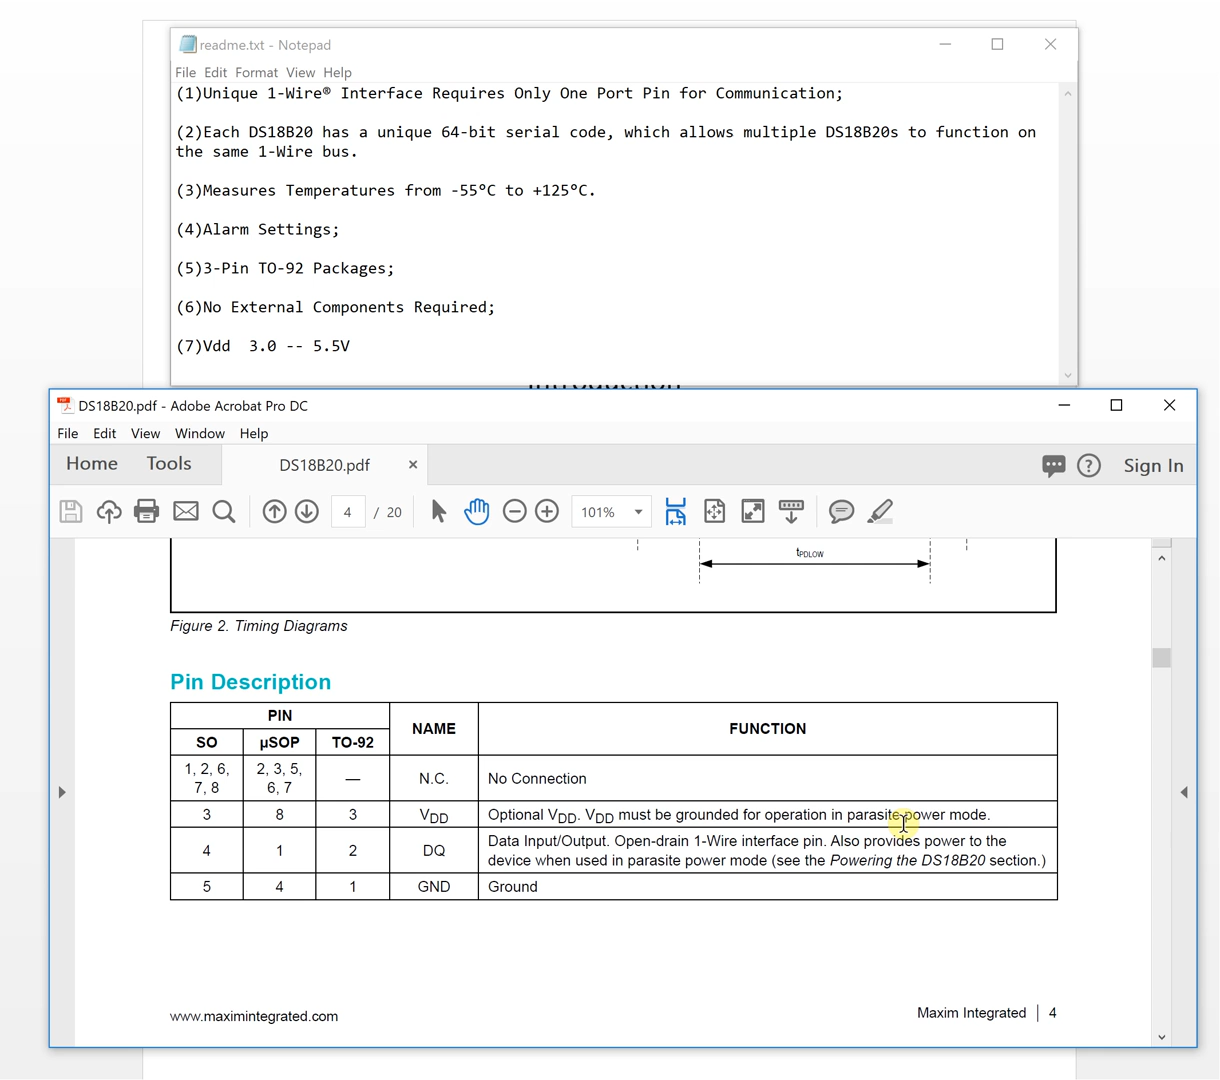 readme.txt - Notepad
File Edit Format View Help
(1)Unique 1-Wire® Interface Requires Only One Port Pin for Communication;
(2)Each DS18B20 has a unique 64-bit serial code, which allows multiple DS18B20s to function on
the same 1-Wire bus.
(3)Measures Temperatures from -55°C to +125°C.
(4)Alarm Settings;
(5)3-Pin TO-92 Packages;
(6)No External Components Required;
(7)Vdd 3.0 -- 5.5V
Introduction
DS18B20.pdf - Adobe Acrobat Pro DC
File Edit View Window Help
Home Tools DS18B20.pdf × Sign In
4 / 20 101%
tPDLOW
Figure 2. Timing Diagrams
Pin Description
PIN NAME FUNCTION
SO µSOP TO-92
1, 2, 6, 7, 8 2, 3, 5, 6, 7 — N.C. No Connection
3 8 3 VDD Optional VDD. VDD must be grounded for operation in parasite power mode.
4 1 2 DQ Data Input/Output. Open-drain 1-Wire interface pin. Also provides power to the
device when used in parasite power mode (see the Powering the DS18B20 section.)
5 4 1 GND Ground
www.maximintegrated.com Maxim Integrated | 4